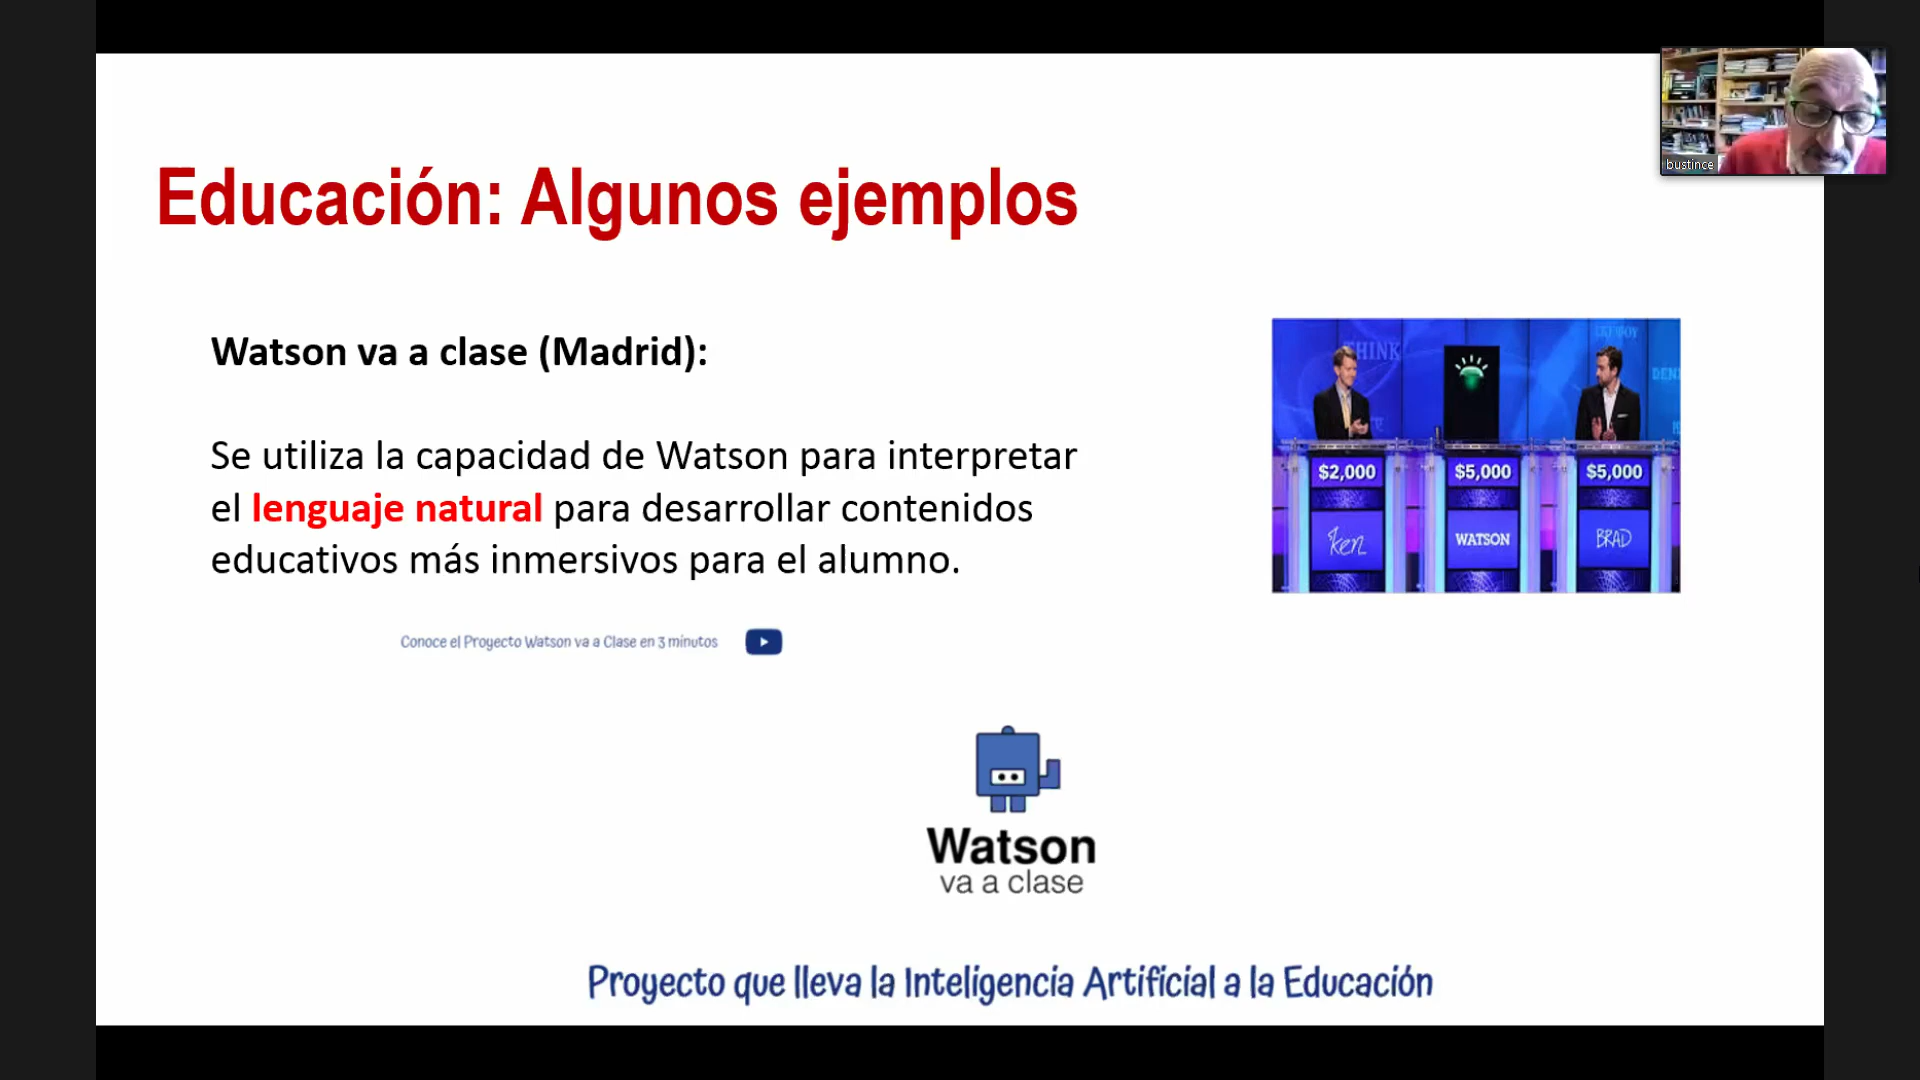 bustince
Educación: Algunos ejemplos
Watson va a clase (Madrid):
THINK
$2,000
$5,000
$5,000
Ken
WATSON
BRAD
Se utiliza la capacidad de Watson para interpretar
el lenguaje natural para desarrollar contenidos
educativos más inmersivos para el alumno.
Conoce el Proyecto Watson va a Clase en 3 minutos
Watson
va a clase
Proyecto que lleva la Inteligencia Artificial a la Educación